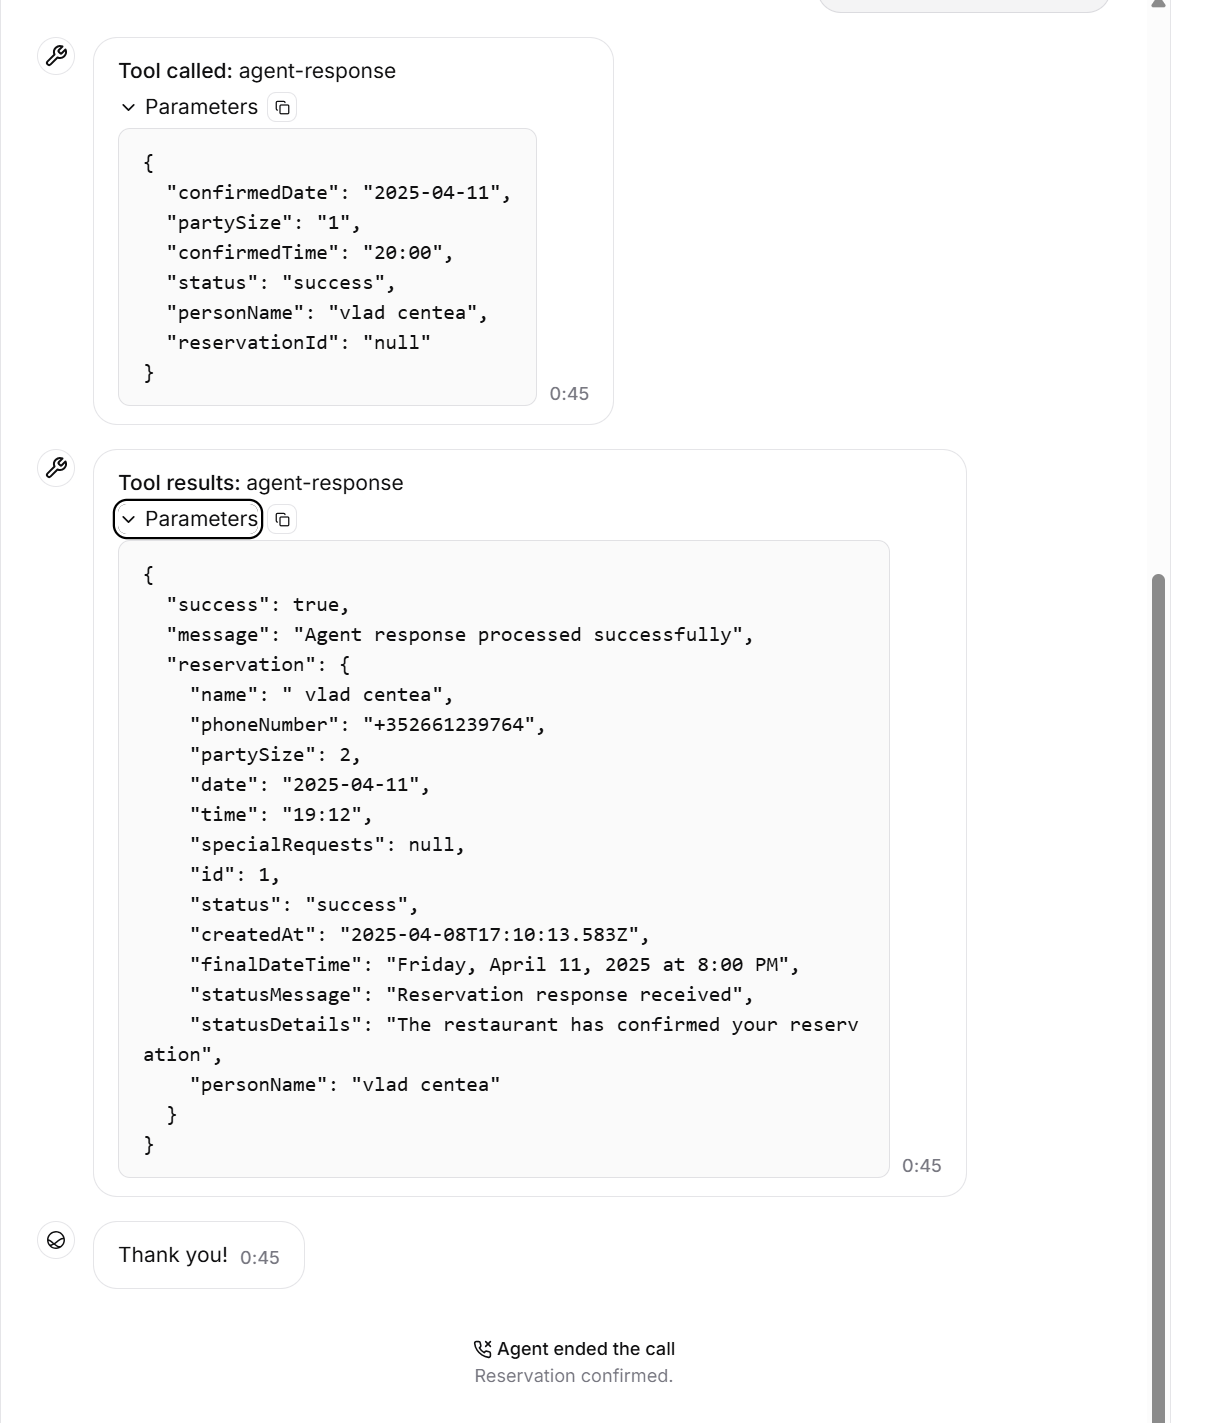 Tool called: agent-response
Parameters
{
  "confirmedDate": "2025-04-11",
  "partySize": "1",
  "confirmedTime": "20:00",
  "status": "success",
  "personName": "vlad centea",
  "reservationId": "null"
}
0:45
Tool results: agent-response
Parameters
{
  "success": true,
  "message": "Agent response processed successfully",
  "reservation": {
    "name": " vlad centea",
    "phoneNumber": "+352661239764",
    "partySize": 2,
    "date": "2025-04-11",
    "time": "19:12",
    "specialRequests": null,
    "id": 1,
    "status": "success",
    "createdAt": "2025-04-08T17:10:13.583Z",
    "finalDateTime": "Friday, April 11, 2025 at 8:00 PM",
    "statusMessage": "Reservation response received",
    "statusDetails": "The restaurant has confirmed your reserv
ation",
    "personName": "vlad centea"
  }
}
0:45
Thank you! 0:45
Agent ended the call
Reservation confirmed.